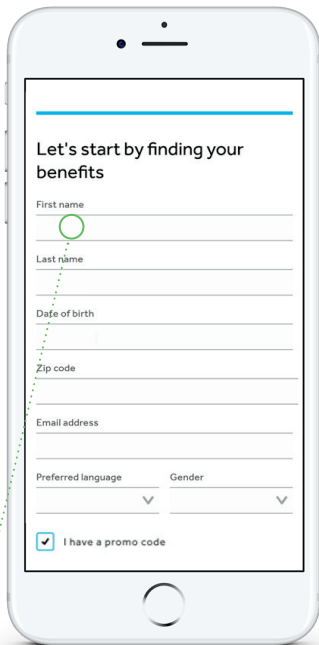 Let's start by finding your
benefits
First name
Last name
Date of birth
Zip code
Email address
Preferred language Gender
I have a promo code